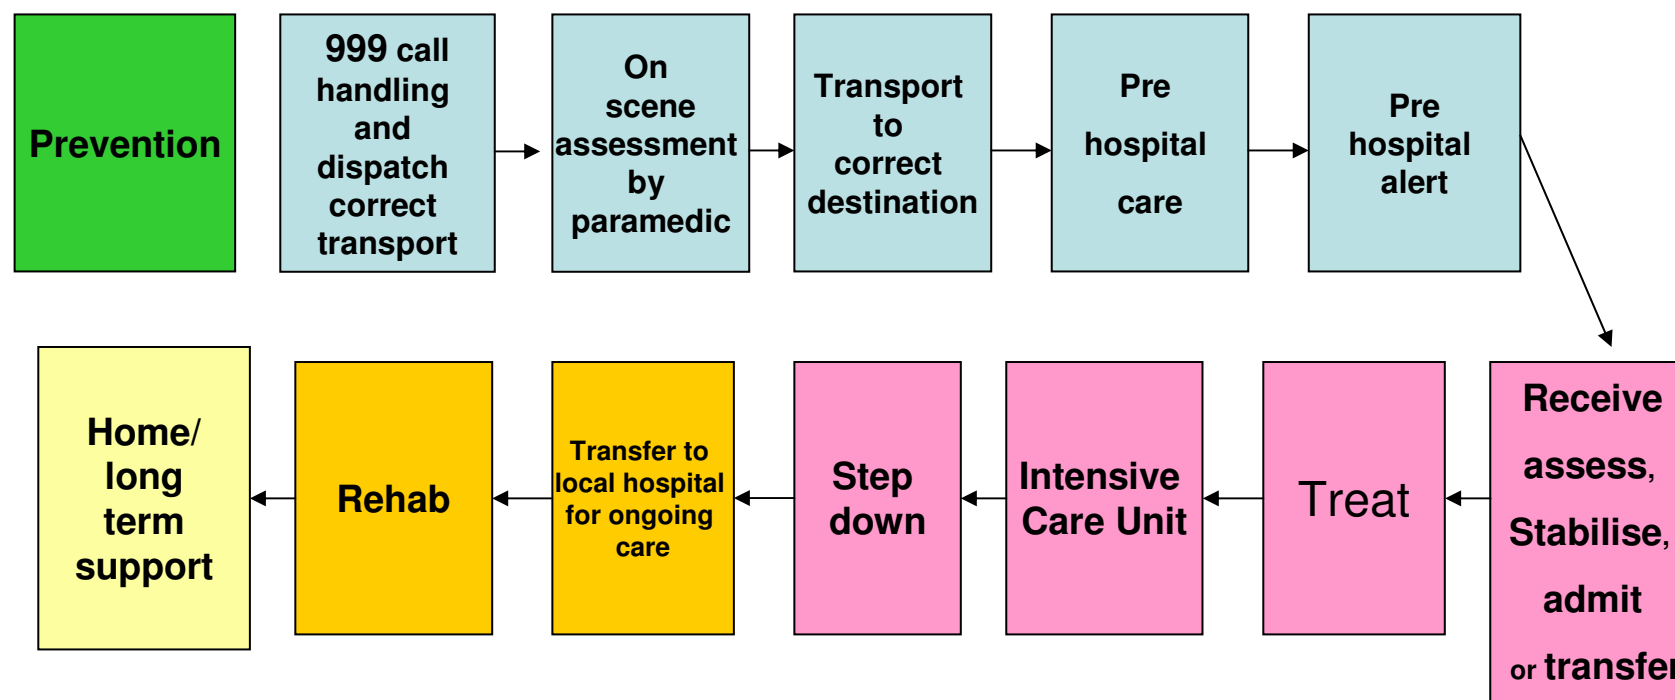 Prevention
999 call
handling
and
dispatch
correct
transport
On
scene
assessment
by
paramedic
Transport
to
correct
destination
Pre
hospital
care
Pre
hospital
alert
Receive
assess,
Stabilise,
admit
or transfer
Treat
Intensive
Care Unit
Step
down
Transfer to
local hospital
for ongoing
care
Rehab
Home/
long
term
support